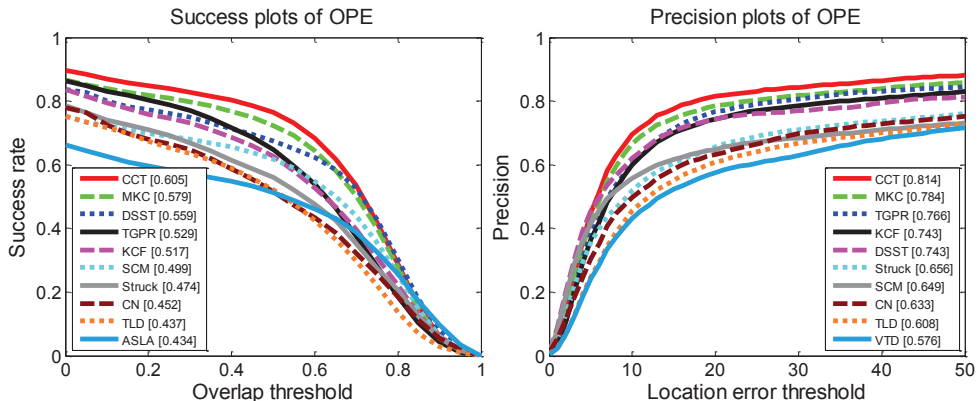 Success plots of OPE
Success rate
1
0.8
0.6
0.4
0.2
0
CCT [0.605]
MKC [0.579]
DSST [0.559]
TGPR [0.529]
KCF [0.517]
SCM [0.499]
Struck [0.474]
CN [0.452]
TLD [0.437]
ASLA [0.434]
0 0.2 0.4 0.6 0.8 1
Overlap threshold
Precision plots of OPE
Precision
1
0.8
0.6
0.4
0.2
0
CCT [0.814]
MKC [0.784]
TGPR [0.766]
KCF [0.743]
DSST [0.743]
Struck [0.656]
SCM [0.649]
CN [0.633]
TLD [0.608]
VTD [0.576]
0 10 20 30 40 50
Location error threshold